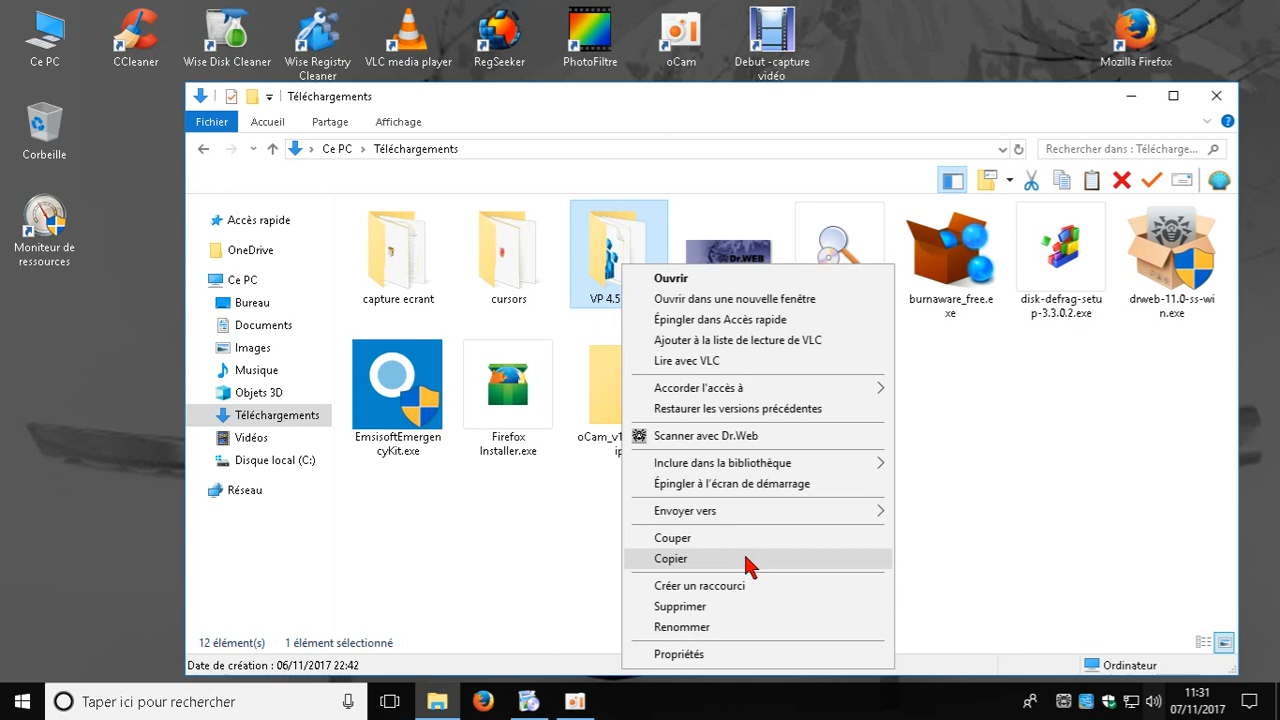 Ce PC
CCleaner
Wise Disk Cleaner
Wise Registry
Cleaner
VLC media player
RegSeeker
PhotoFiltre
oCam
Debut -capture
vidéo
Mozilla Firefox
Corbeille
Moniteur de
ressources
Téléchargements
Fichier
Accueil
Partage
Affichage
Ce PC
Téléchargements
Rechercher dans : Télécharge...
Accès rapide
OneDrive
Ce PC
Bureau
Documents
Images
Musique
Objets 3D
Téléchargements
Vidéos
Disque local (C:)
Réseau
capture ecrant
cursors
VP 4.5
Dr.WEB
burnaware_free.e
xe
disk-defrag-setu
p-3.3.0.2.exe
drweb-11.0-ss-wi
n.exe
EmsisoftEmergen
cyKit.exe
Firefox
Installer.exe
oCam_v1
ip
Ouvrir
Ouvrir dans une nouvelle fenêtre
Épingler dans Accès rapide
Ajouter à la liste de lecture de VLC
Lire avec VLC
Accorder l'accès à
Restaurer les versions précédentes
Scanner avec Dr.Web
Inclure dans la bibliothèque
Épingler à l'écran de démarrage
Envoyer vers
Couper
Copier
Créer un raccourci
Supprimer
Renommer
Propriétés
12 élément(s)
1 élément sélectionné
Date de création : 06/11/2017 22:42
Ordinateur
Taper ici pour rechercher
11:31
07/11/2017